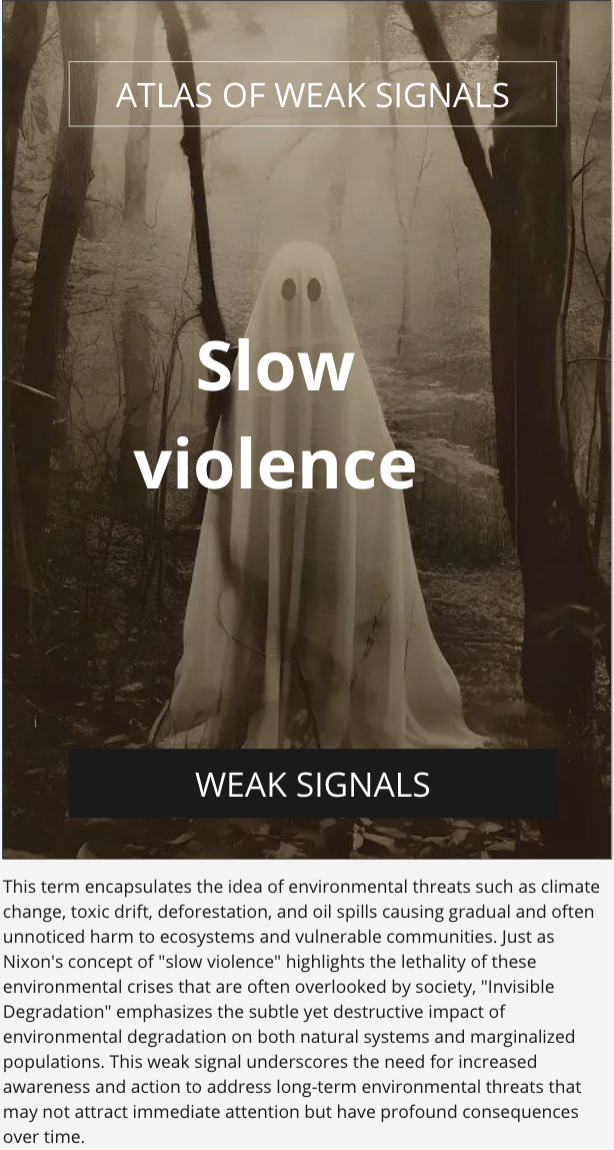 ATLAS OF WEAK SIGNALS
Slow
violence
WEAK SIGNALS
This term encapsulates the idea of environmental threats such as climate
change, toxic drift, deforestation, and oil spills causing gradual and often
unnoticed harm to ecosystems and vulnerable communities. Just as
Nixon's concept of "slow violence" highlights the lethality of these
environmental crises that are often overlooked by society, "Invisible
Degradation" emphasizes the subtle yet destructive impact of
environmental degradation on both natural systems and marginalized
populations. This weak signal underscores the need for increased
awareness and action to address long-term environmental threats that
may not attract immediate attention but have profound consequences
over time.